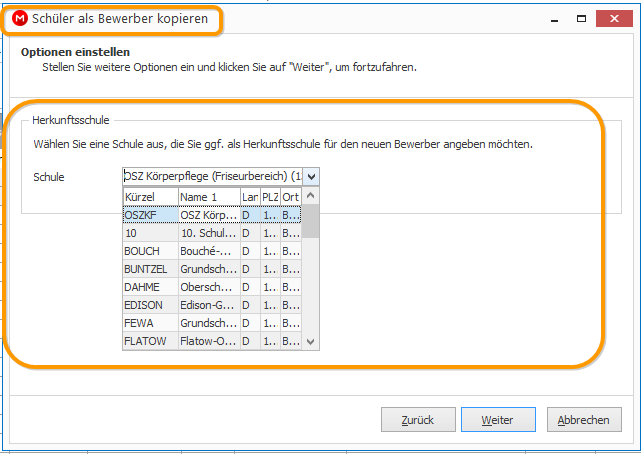 M Schüler als Bewerber kopieren
Optionen einstellen
Stellen Sie weitere Optionen ein und klicken Sie auf "Weiter", um fortzufahren.
Herkunftsschule
Wählen Sie eine Schule aus, die Sie ggf. als Herkunftsschule für den neuen Bewerber angeben möchten.
Schule OSZ Körperpflege (Friseurbereich) (1
Kürzel Name 1 Lar PLZ Ort
OSZKF OSZ Körp... D 1... B...
10 10. Schul... D 1... B...
BOUCH Bouché-... D 1... B...
BUNTZEL Grundsch... D 1... B...
DAHME Obersch... D 1... B...
EDISON Edison-G... D 1... B...
FEWA Grundsch... D 1... B...
FLATOW Flatow-O... D 1... B...
Zurück Weiter Abbrechen